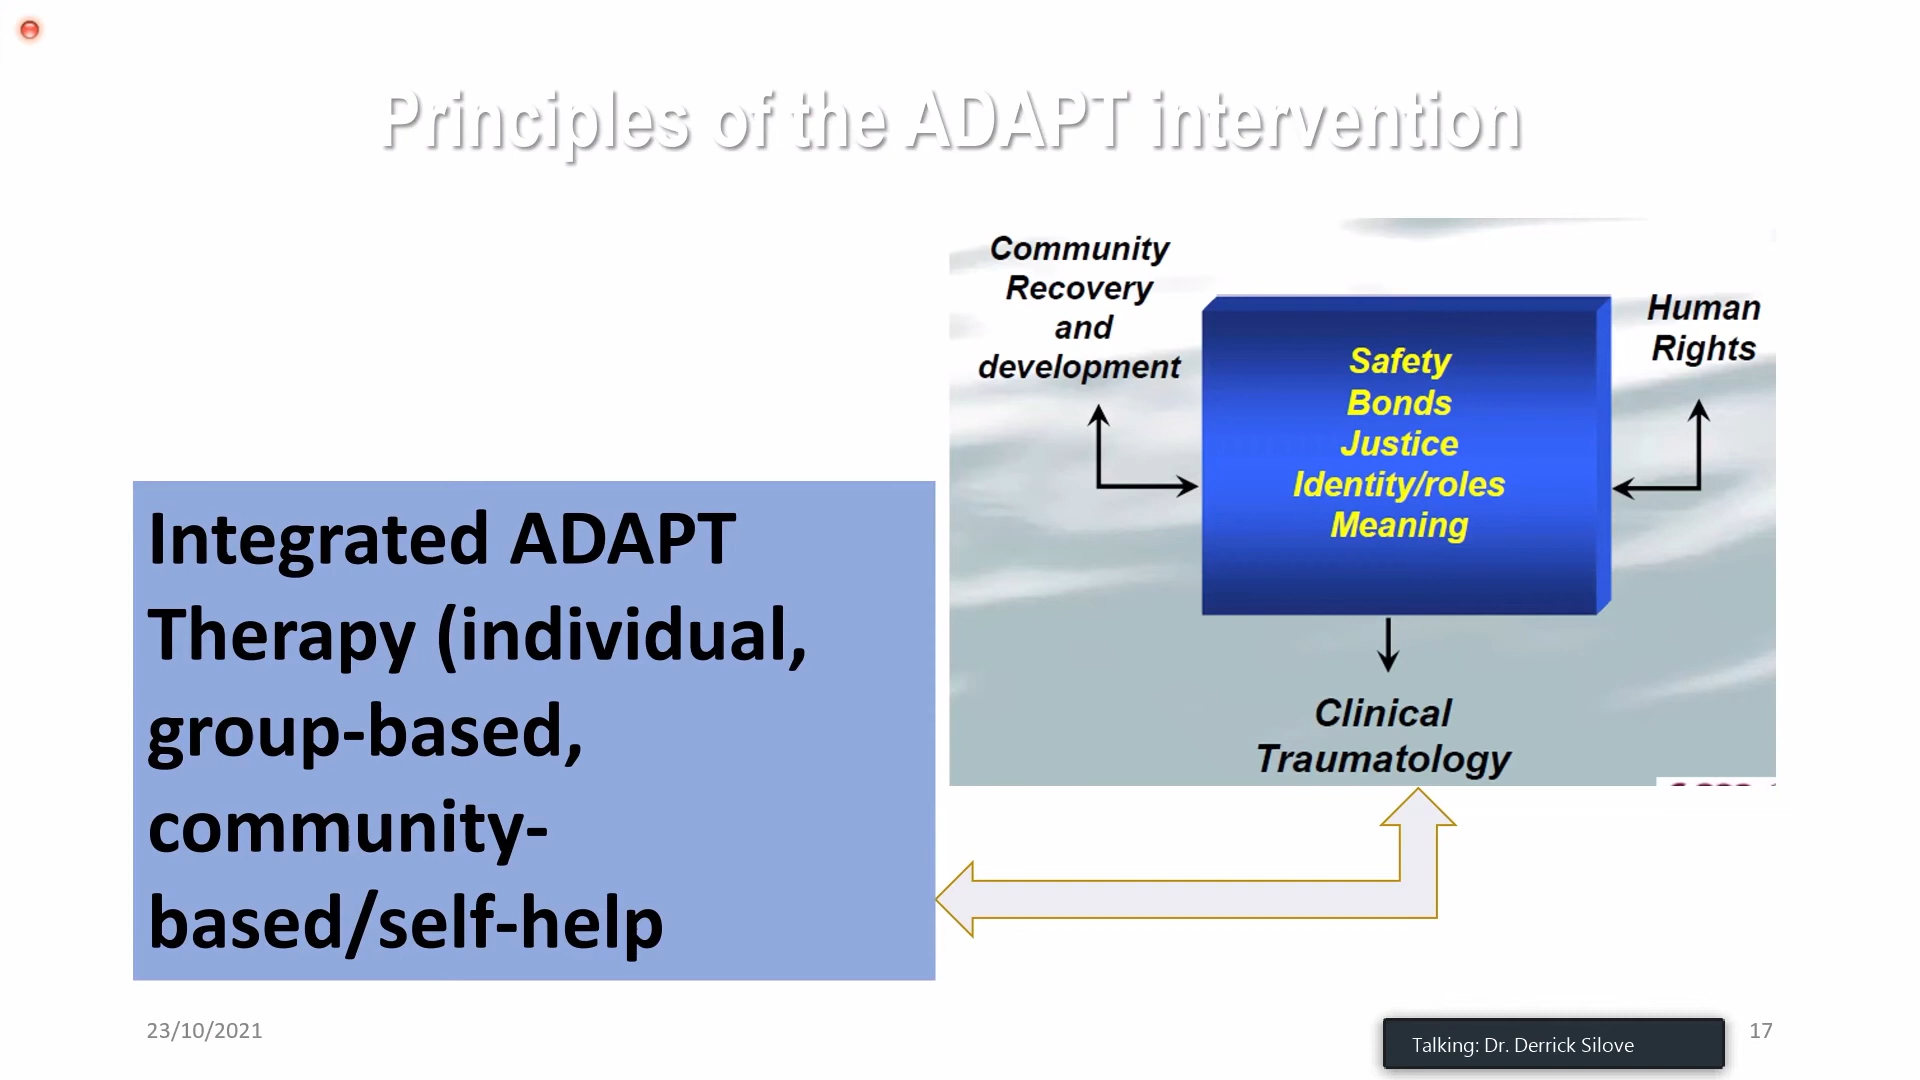 Principles of the ADAPT intervention
Community
Recovery
and
development
Human
Rights
Safety
Bonds
Justice
Identity/roles
Meaning
Clinical
Traumatology
Integrated ADAPT
Therapy (individual,
group-based,
community-
based/self-help
23/10/2021
Talking: Dr. Derrick Silove
17